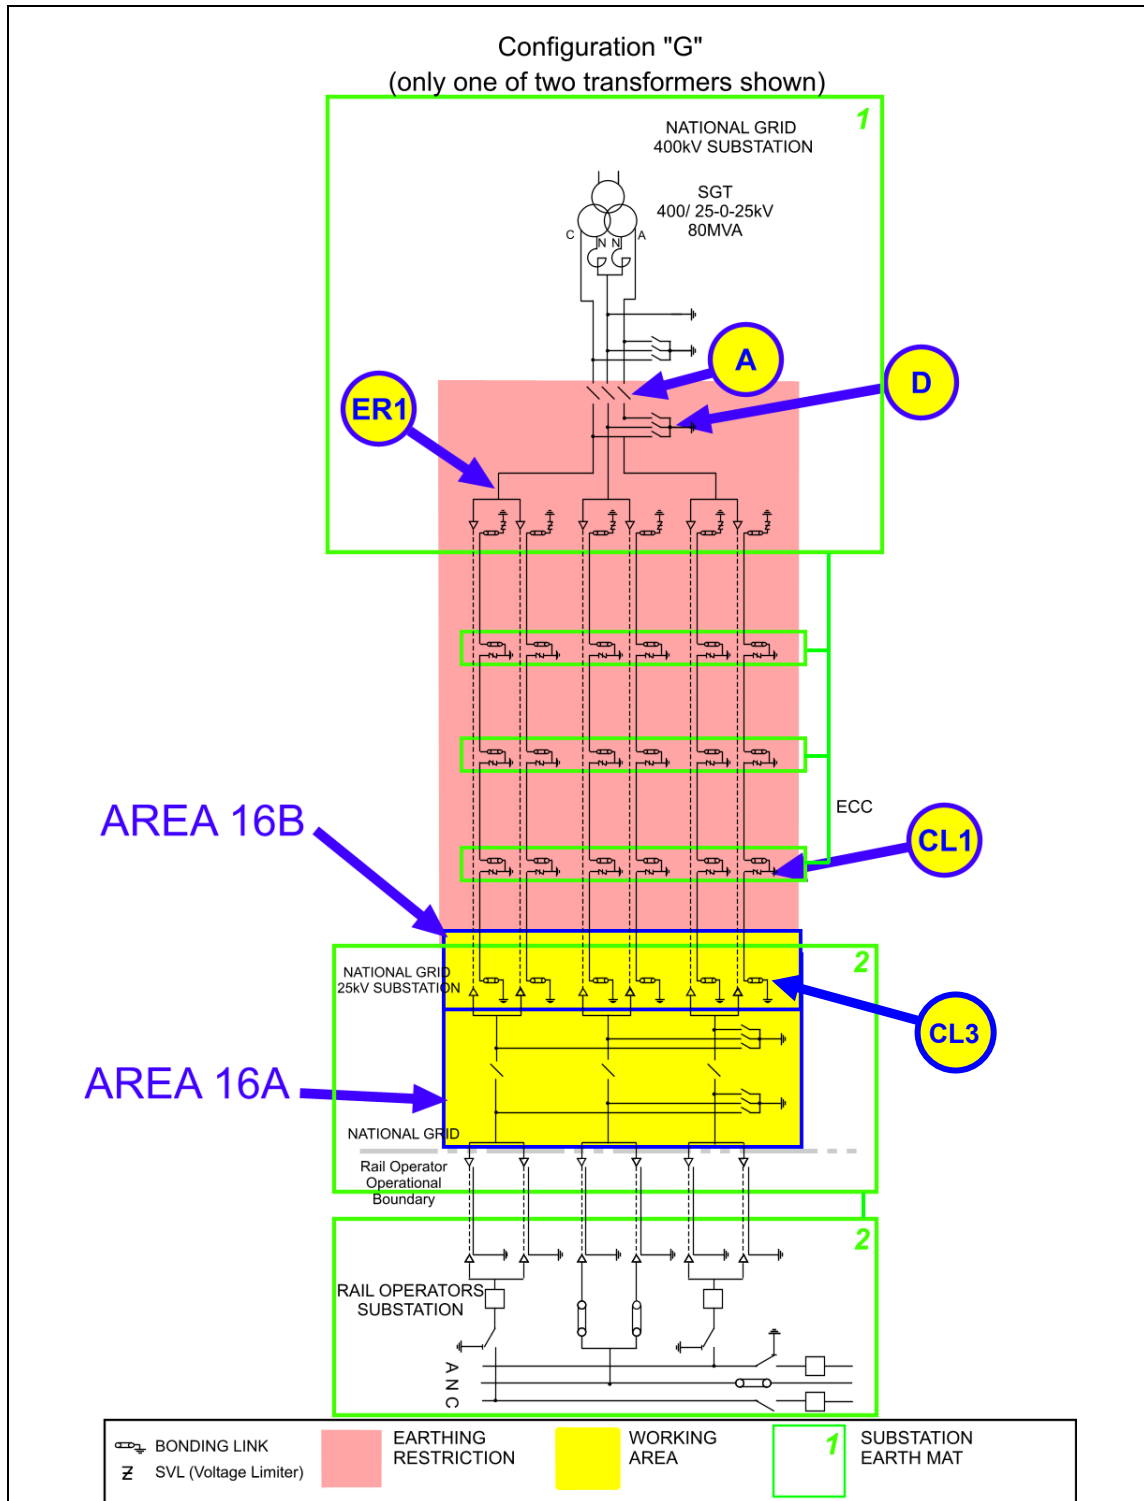 Configuration "G"
(only one of two transformers shown)
1
NATIONAL GRID
400kV SUBSTATION
SGT
400/ 25-0-25kV
80MVA
C
N N
A
A
D
ER1
AREA 16B
ECC
CL1
2
NATIONAL GRID
25kV SUBSTATION
CL3
AREA 16A
NATIONAL GRID
Rail Operator
Operational
Boundary
2
RAIL OPERATORS
SUBSTATION
A
N
C
BONDING LINK
SVL (Voltage Limiter)
EARTHING
RESTRICTION
WORKING
AREA
1
SUBSTATION
EARTH MAT